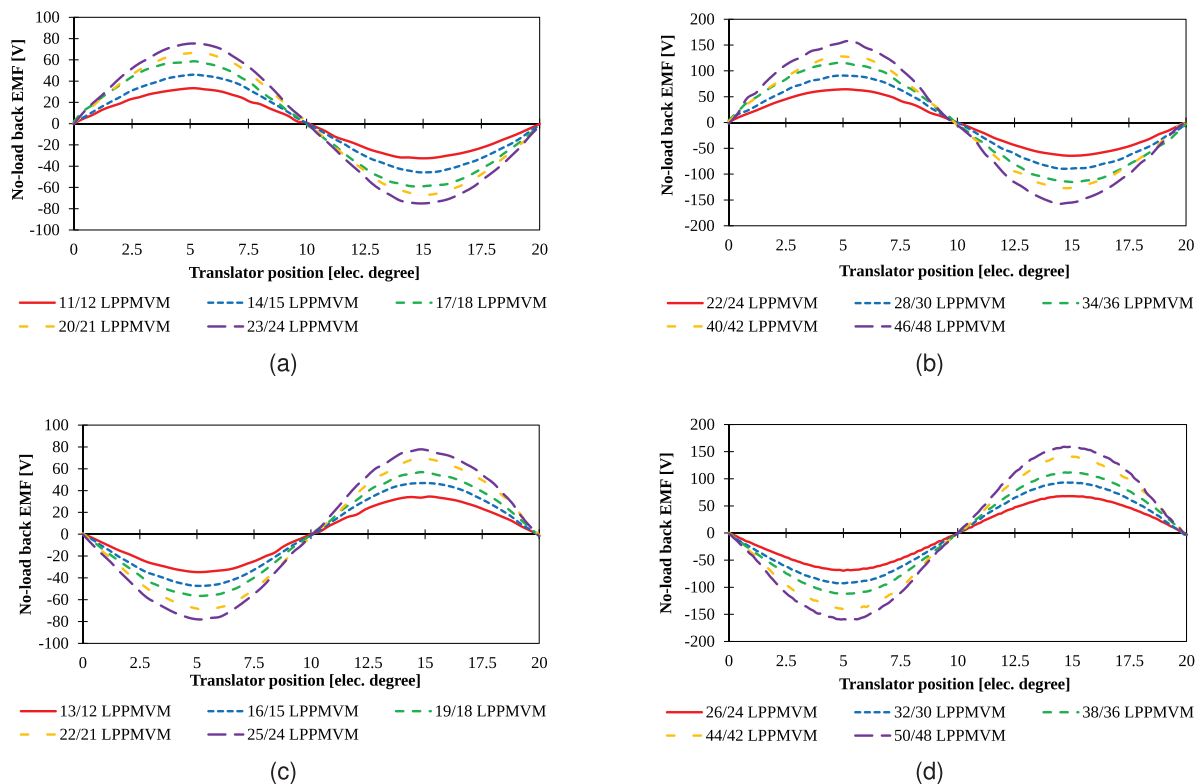 No-load back EMF [V]
100
80
60
40
20
0
-20
-40
-60
-80
-100
0 2.5 5 7.5 10 12.5 15 17.5 20
Translator position [elec. degree]
11/12 LPPMVM 14/15 LPPMVM 17/18 LPPMVM
20/21 LPPMVM 23/24 LPPMVM
(a)
No-load back EMF [V]
200
150
100
50
0
-50
-100
-150
-200
0 2.5 5 7.5 10 12.5 15 17.5 20
Translator position [elec. degree]
22/24 LPPMVM 28/30 LPPMVM 34/36 LPPMVM
40/42 LPPMVM 46/48 LPPMVM
(b)
No-load back EMF [V]
100
80
60
40
20
0
-20
-40
-60
-80
-100
0 2.5 5 7.5 10 12.5 15 17.5 20
Translator position [elec. degree]
13/12 LPPMVM 16/15 LPPMVM 19/18 LPPMVM
22/21 LPPMVM 25/24 LPPMVM
(c)
No-load back EMF [V]
200
150
100
50
0
-50
-100
-150
-200
0 2.5 5 7.5 10 12.5 15 17.5 20
Translator position [elec. degree]
26/24 LPPMVM 32/30 LPPMVM 38/36 LPPMVM
44/42 LPPMVM 50/48 LPPMVM
(d)